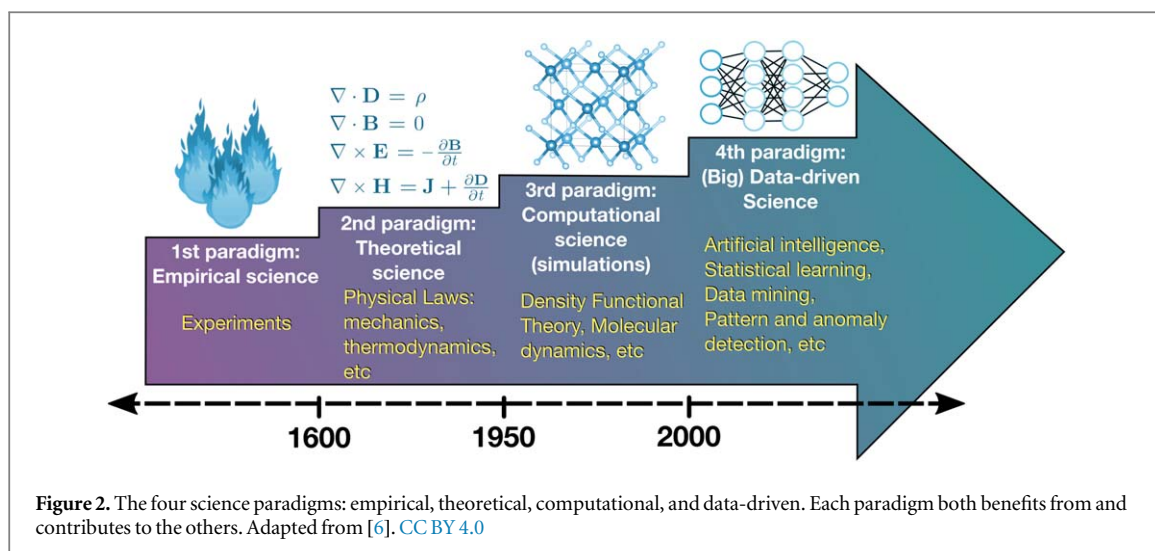 ∇ · D = ρ
∇ · B = 0
∇ × E = −∂B/∂t
∇ × H = J + ∂D/∂t
1st paradigm:
Empirical science
Experiments
2nd paradigm:
Theoretical
science
Physical Laws:
mechanics,
thermodynamics,
etc
3rd paradigm:
Computational
science
(simulations)
Density Functional
Theory, Molecular
dynamics, etc
4th paradigm:
(Big) Data-driven
Science
Artificial intelligence,
Statistical learning,
Data mining,
Pattern and anomaly
detection, etc
1600
1950
2000
Figure 2. The four science paradigms: empirical, theoretical, computational, and data-driven. Each paradigm both benefits from and
contributes to the others. Adapted from [6]. CC BY 4.0